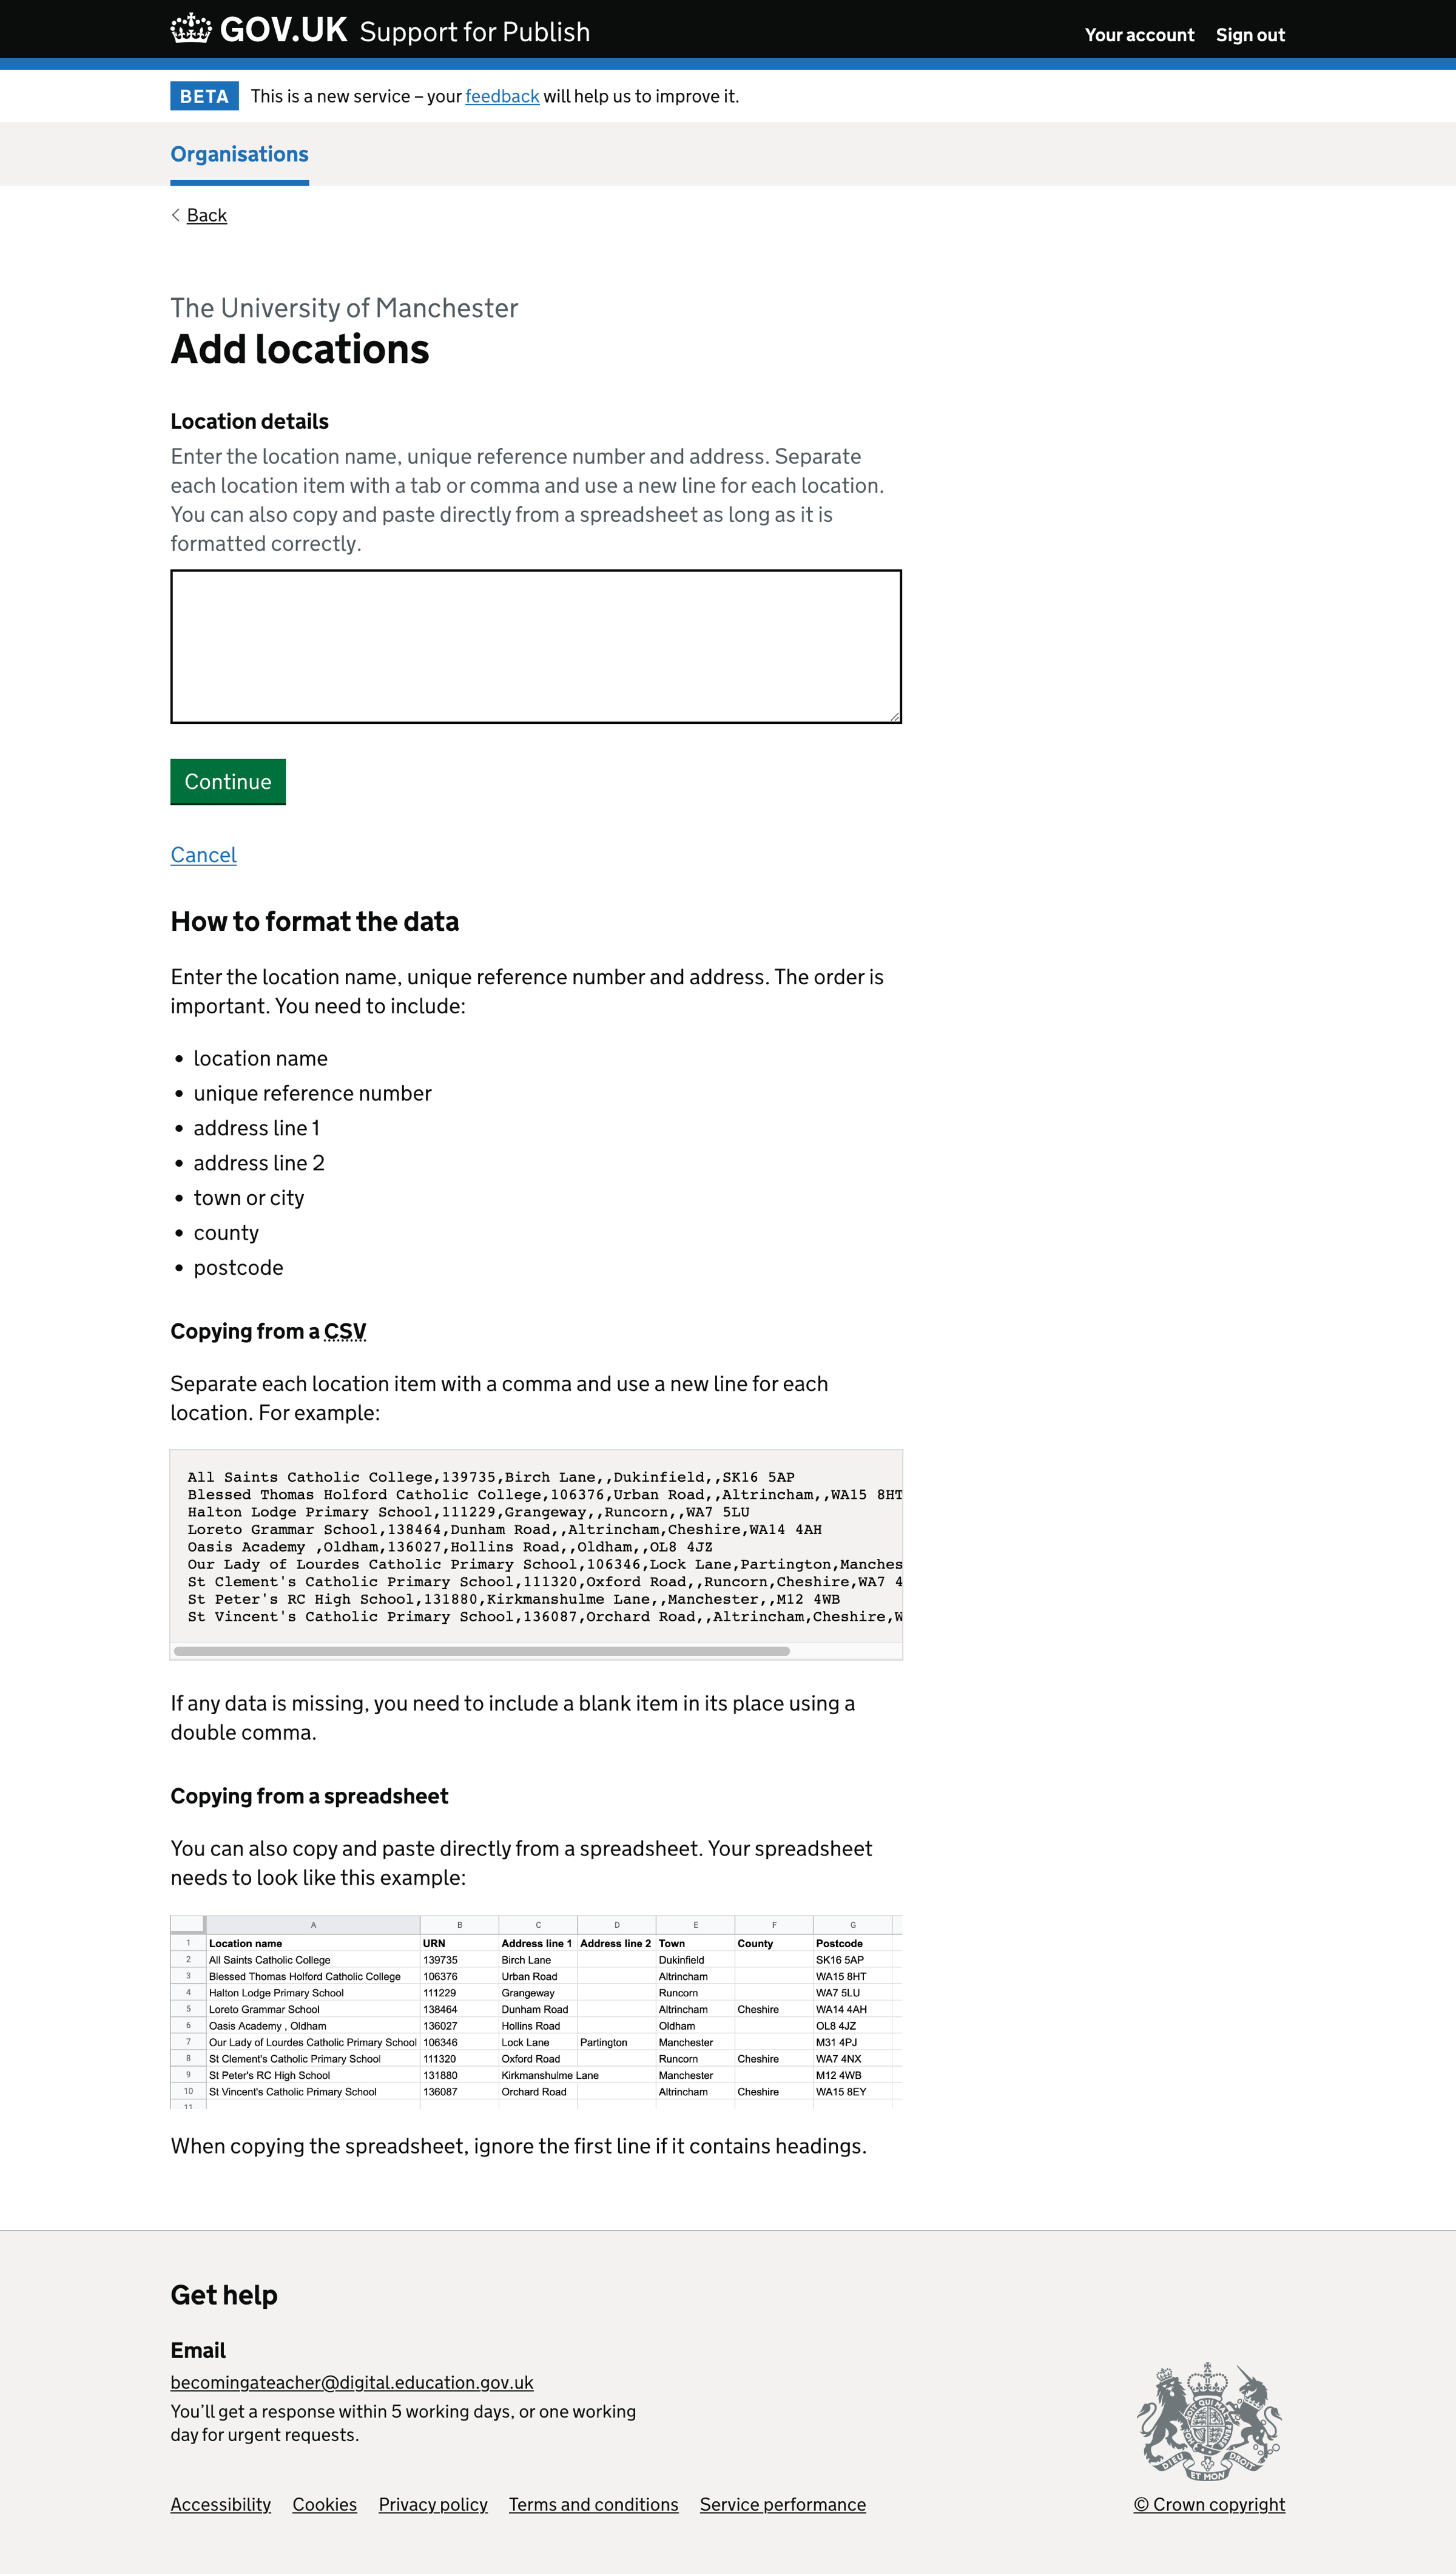 GOV.UK Support for Publish
Your account Sign out
BETA This is a new service – your feedback will help us to improve it.
Organisations
Back
The University of Manchester
Add locations
Location details
Enter the location name, unique reference number and address. Separate
each location item with a tab or comma and use a new line for each location.
You can also copy and paste directly from a spreadsheet as long as it is
formatted correctly.
Continue
Cancel
How to format the data
Enter the location name, unique reference number and address. The order is
important. You need to include:
• location name
• unique reference number
• address line 1
• address line 2
• town or city
• county
• postcode
Copying from a CSV
Separate each location item with a comma and use a new line for each
location. For example:
All Saints Catholic College,139735,Birch Lane,,Dukinfield,,SK16 5AP
Blessed Thomas Holford Catholic College,106376,Urban Road,,Altrincham,,WA15 8HT
Halton Lodge Primary School,111229,Grangeway,,Runcorn,,WA7 5LU
Loreto Grammar School,138464,Dunham Road,,Altrincham,Cheshire,WA14 4AH
Oasis Academy ,Oldham,136027,Hollins Road,,Oldham,,OL8 4JZ
Our Lady of Lourdes Catholic Primary School,106346,Lock Lane,Partington,Manches
St Clement's Catholic Primary School,111320,Oxford Road,,Runcorn,Cheshire,WA7 4
St Peter's RC High School,131880,Kirkmanshulme Lane,,Manchester,,M12 4WB
St Vincent's Catholic Primary School,136087,Orchard Road,,Altrincham,Cheshire,W
If any data is missing, you need to include a blank item in its place using a
double comma.
Copying from a spreadsheet
You can also copy and paste directly from a spreadsheet. Your spreadsheet
needs to look like this example:
A B C D E F G
1 Location name URN Address line 1 Address line 2 Town County Postcode
2 All Saints Catholic College 139735 Birch Lane Dukinfield SK16 5AP
3 Blessed Thomas Holford Catholic College 106376 Urban Road Altrincham WA15 8HT
4 Halton Lodge Primary School 111229 Grangeway Runcorn WA7 5LU
5 Loreto Grammar School 138464 Dunham Road Altrincham Cheshire WA14 4AH
6 Oasis Academy , Oldham 136027 Hollins Road Oldham OL8 4JZ
7 Our Lady of Lourdes Catholic Primary School 106346 Lock Lane Partington Manchester M31 4PJ
8 St Clement's Catholic Primary School 111320 Oxford Road Runcorn Cheshire WA7 4NX
9 St Peter's RC High School 131880 Kirkmanshulme Lane Manchester M12 4WB
10 St Vincent's Catholic Primary School 136087 Orchard Road Altrincham Cheshire WA15 8EY
11
When copying the spreadsheet, ignore the first line if it contains headings.
Get help
Email
becomingateacher@digital.education.gov.uk
You’ll get a response within 5 working days, or one working
day for urgent requests.
DIEU ET MON DROIT
Accessibility Cookies Privacy policy Terms and conditions Service performance
© Crown copyright